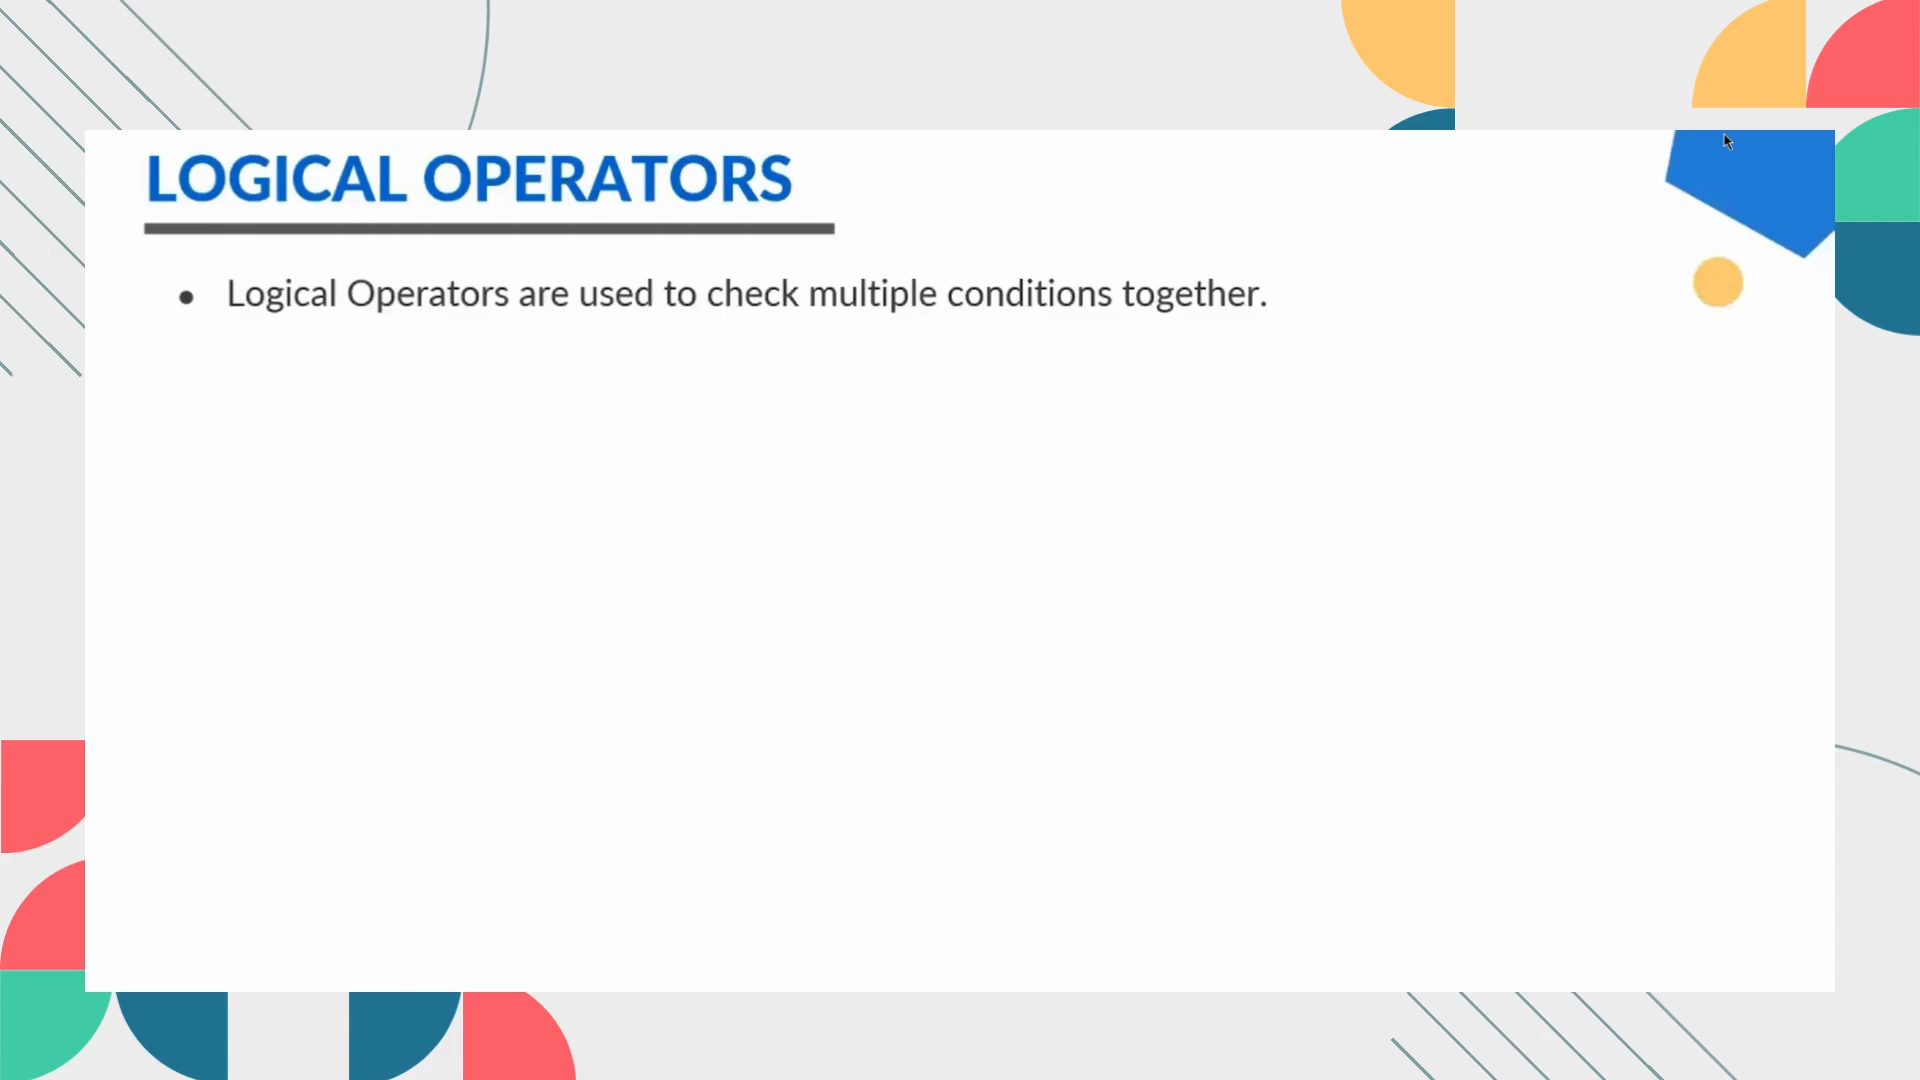 LOGICAL OPERATORS
• Logical Operators are used to check multiple conditions together.